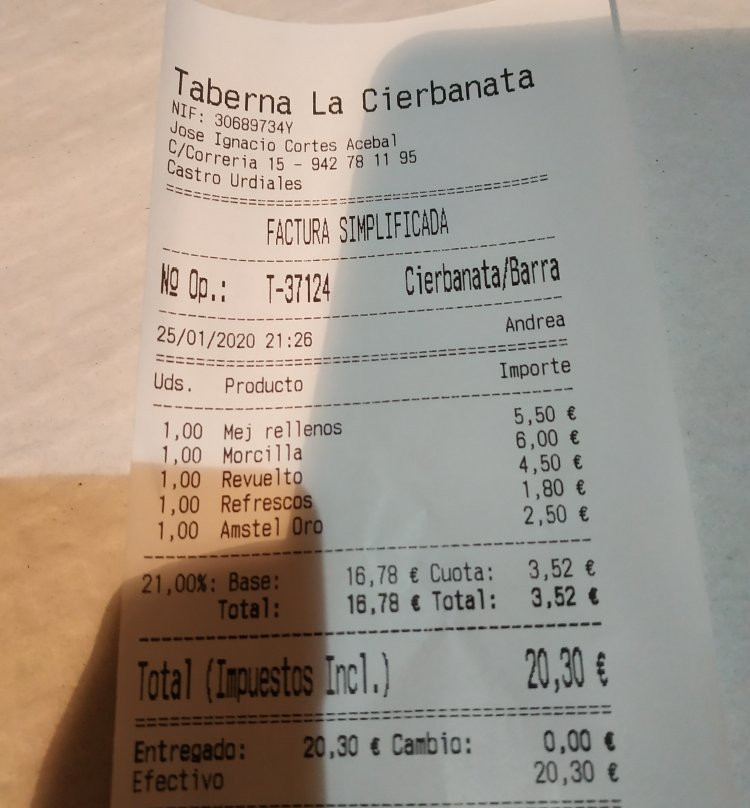 Taberna La Cierbanata
NIF: 30689734Y
Jose Ignacio Cortes Acebal
C/Correria 15 - 942 78 11 95
Castro Urdiales
FACTURA SIMPLIFICADA
Nº Op.: T-37124 Cierbanata/Barra
25/01/2020 21:26 Andrea
Uds. Producto Importe
1,00 Mej rellenos 5,50 €
1,00 Morcilla 6,00 €
1,00 Revuelto 4,50 €
1,00 Refrescos 1,80 €
1,00 Amstel Oro 2,50 €
21,00%: Base: 16,78 € Cuota: 3,52 €
Total: 16,78 € Total: 3,52 €
Total (Impuestos Incl.) 20,30 €
Entregado: 20,30 € Cambio: 0,00 €
Efectivo 20,30 €